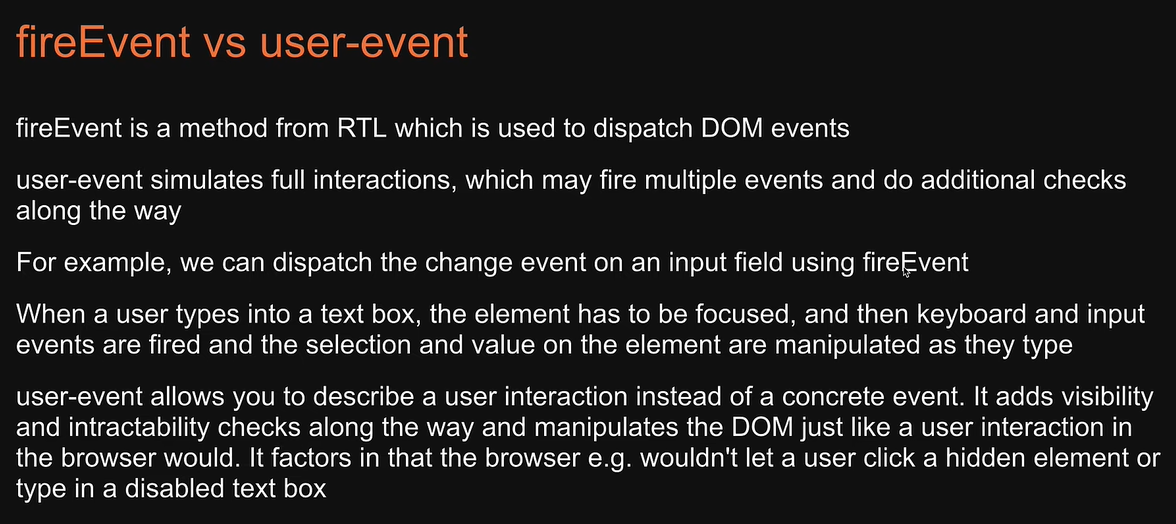 fireEvent vs user-event
fireEvent is a method from RTL which is used to dispatch DOM events
user-event simulates full interactions, which may fire multiple events and do additional checks
along the way
For example, we can dispatch the change event on an input field using fireEvent
When a user types into a text box, the element has to be focused, and then keyboard and input
events are fired and the selection and value on the element are manipulated as they type
user-event allows you to describe a user interaction instead of a concrete event. It adds visibility
and intractability checks along the way and manipulates the DOM just like a user interaction in
the browser would. It factors in that the browser e.g. wouldn't let a user click a hidden element or
type in a disabled text box